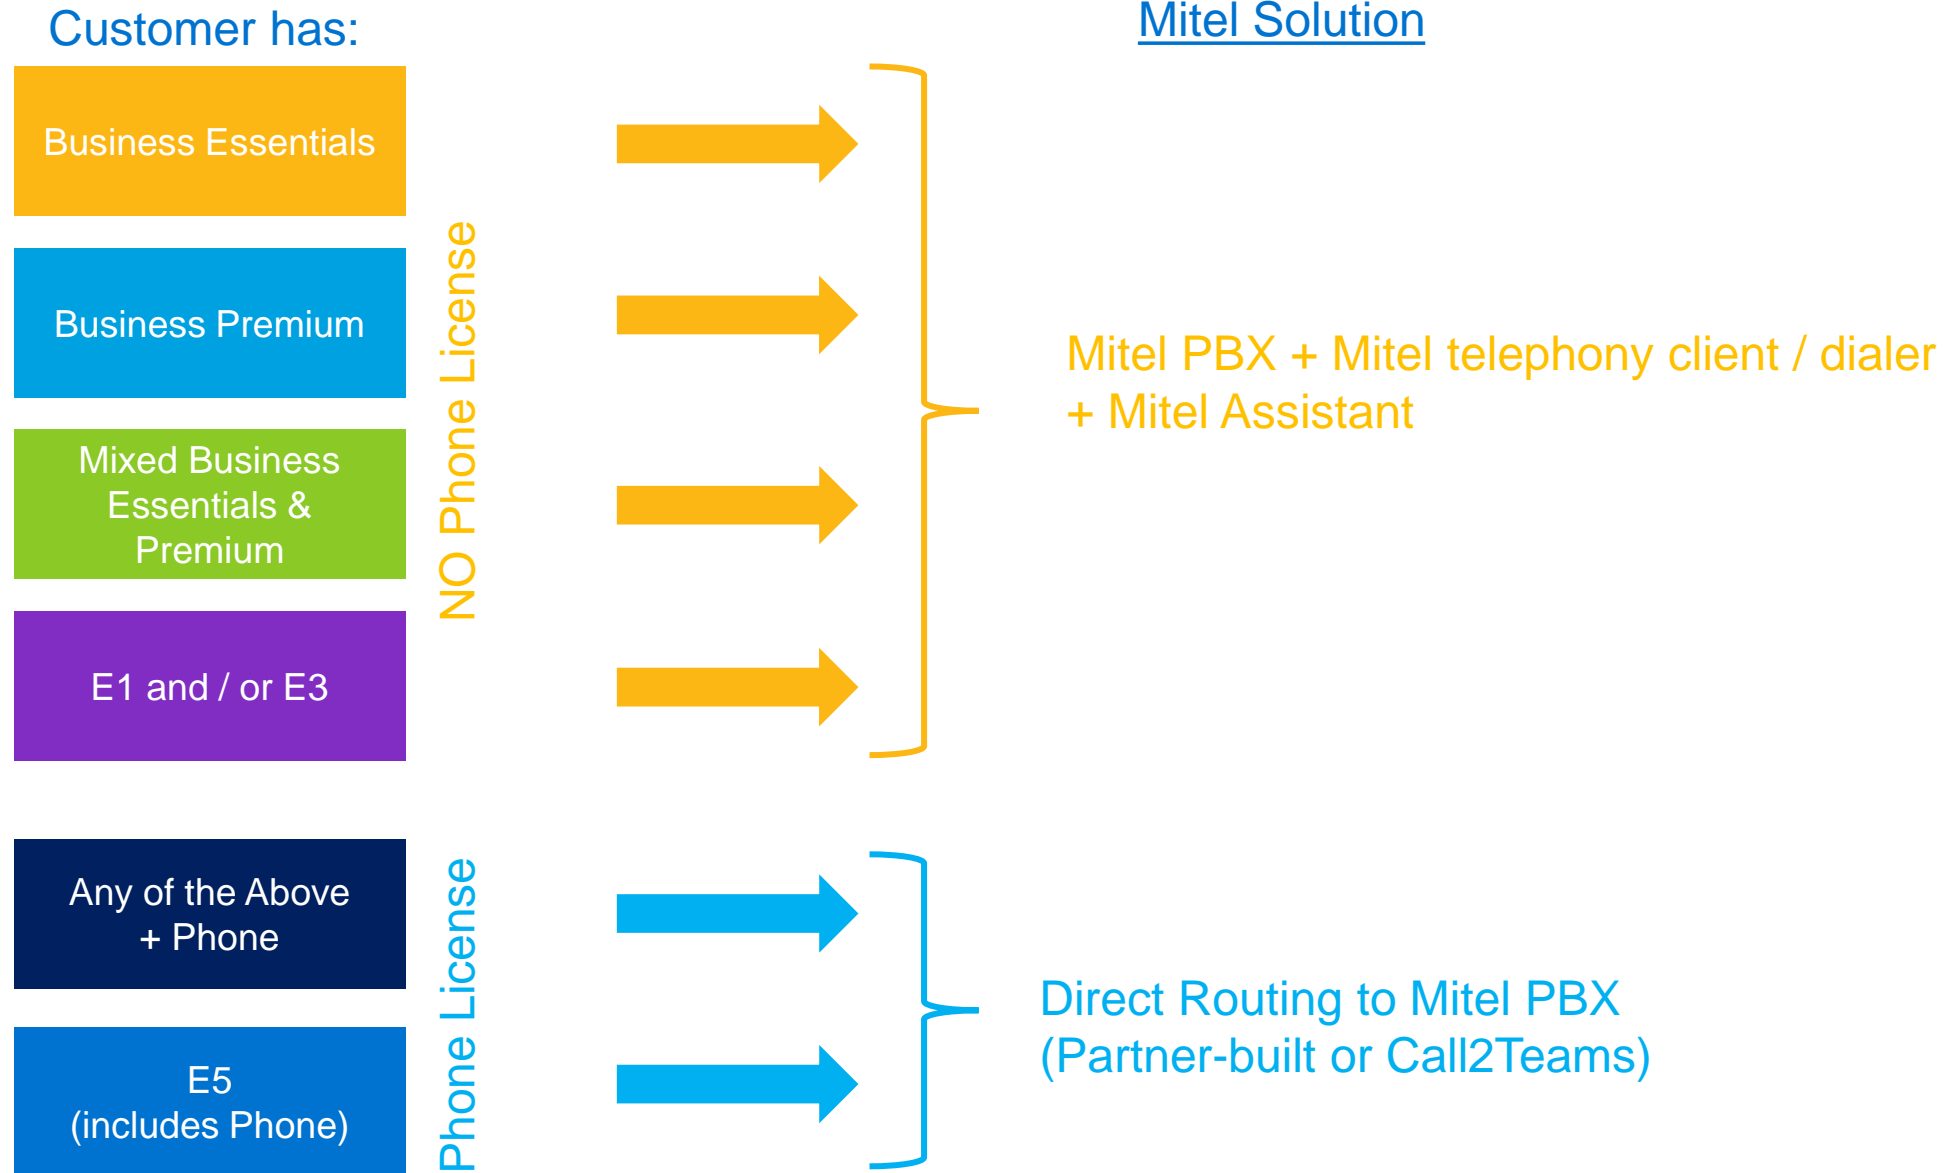 Customer has:
Mitel Solution
Business Essentials
Business Premium
Mixed Business
Essentials &
Premium
E1 and / or E3
NO Phone License
Mitel PBX + Mitel telephony client / dialer
+ Mitel Assistant
Any of the Above
+ Phone
E5
(includes Phone)
Phone License
Direct Routing to Mitel PBX
(Partner-built or Call2Teams)